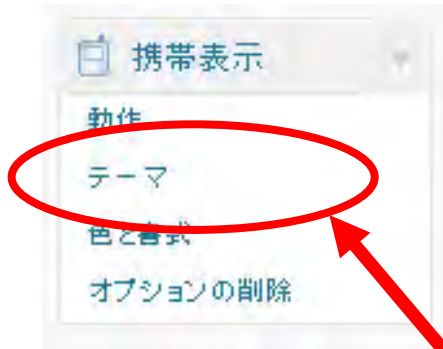 携帯表示
動作
テーマ
色と書式
オプションの削除